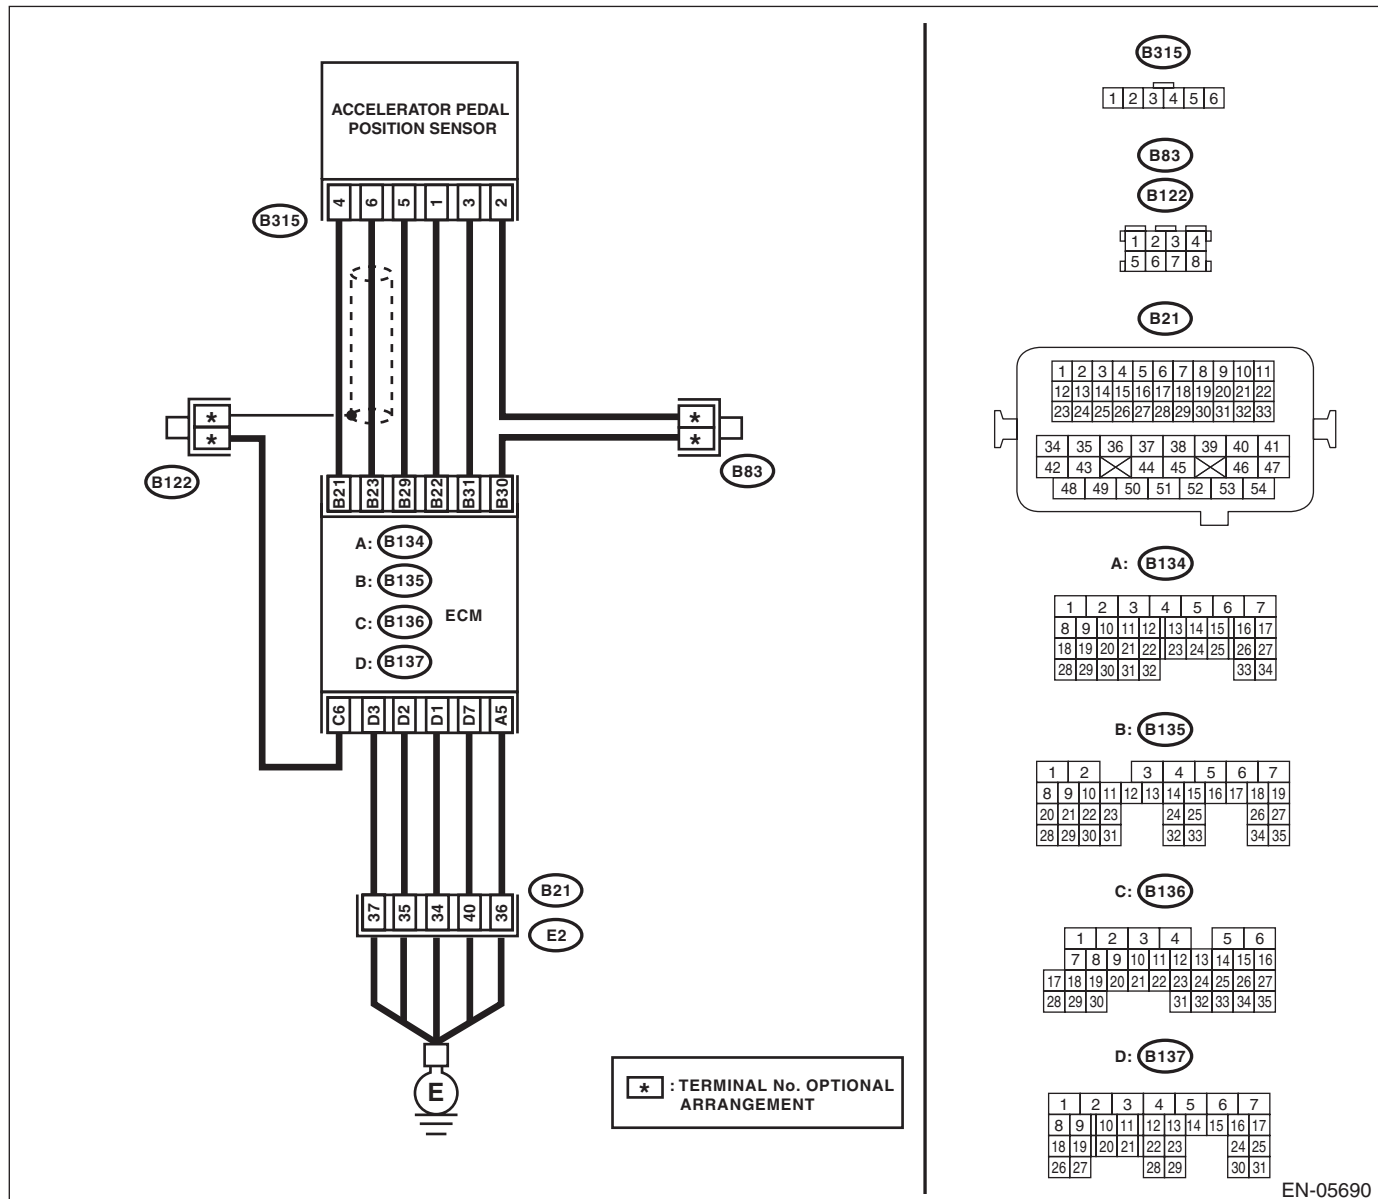 ACCELERATOR PEDAL
POSITION SENSOR
4 6 5 1 3 2
B315
*
*
B122
*
*
B83
B21 B23 B29 B22 B31 B30
A: B134
B: B135
C: B136
D: B137
ECM
C6 D3 D2 D1 D7 A5
37 35 34 40 36
B21
E2
E
* : TERMINAL No. OPTIONAL
ARRANGEMENT
B315
1 2 3 4 5 6
B83
B122
1 2 3 4
5 6 7 8
B21
1 2 3 4 5 6 7 8 9 10 11
12 13 14 15 16 17 18 19 20 21 22
23 24 25 26 27 28 29 30 31 32 33
34 35 36 37 38 39 40 41
42 43 44 45 46 47
48 49 50 51 52 53 54
A: B134
1 2 3 4 5 6 7
8 9 10 11 12 13 14 15 16 17
18 19 20 21 22 23 24 25 26 27
28 29 30 31 32 33 34
B: B135
1 2 3 4 5 6 7
8 9 10 11 12 13 14 15 16 17 18 19
20 21 22 23 24 25 26 27
28 29 30 31 32 33 34 35
C: B136
1 2 3 4 5 6
7 8 9 10 11 12 13 14 15 16
17 18 19 20 21 22 23 24 25 26 27
28 29 30 31 32 33 34 35
D: B137
1 2 3 4 5 6 7
8 9 10 11 12 13 14 15 16 17
18 19 20 21 22 23 24 25
26 27 28 29 30 31
EN-05690